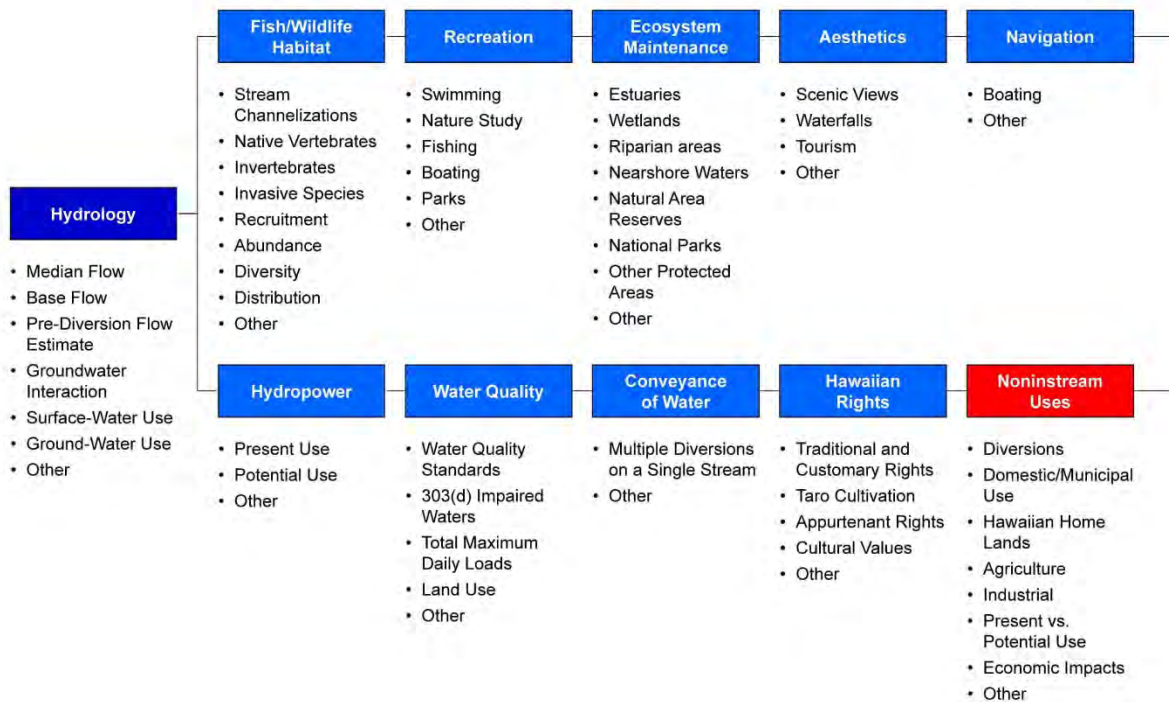 Fish/Wildlife
Habitat
• Stream
Channelizations
• Native Vertebrates
• Invertebrates
• Invasive Species
• Recruitment
• Abundance
• Diversity
• Distribution
• Other
Recreation
• Swimming
• Nature Study
• Fishing
• Boating
• Parks
• Other
Ecosystem
Maintenance
• Estuaries
• Wetlands
• Riparian areas
• Nearshore Waters
• Natural Area
Reserves
• National Parks
• Other Protected
Areas
• Other
Aesthetics
• Scenic Views
• Waterfalls
• Tourism
• Other
Navigation
• Boating
• Other
Hydrology
• Median Flow
• Base Flow
• Pre-Diversion Flow
Estimate
• Groundwater
Interaction
• Surface-Water Use
• Ground-Water Use
• Other
Hydropower
• Present Use
• Potential Use
• Other
Water Quality
• Water Quality
Standards
• 303(d) Impaired
Waters
• Total Maximum
Daily Loads
• Land Use
• Other
Conveyance
of Water
• Multiple Diversions
on a Single Stream
• Other
Hawaiian
Rights
• Traditional and
Customary Rights
• Taro Cultivation
• Appurtenant Rights
• Cultural Values
• Other
Noninstream
Uses
• Diversions
• Domestic/Municipal
Use
• Hawaiian Home
Lands
• Agriculture
• Industrial
• Present vs.
Potential Use
• Economic Impacts
• Other